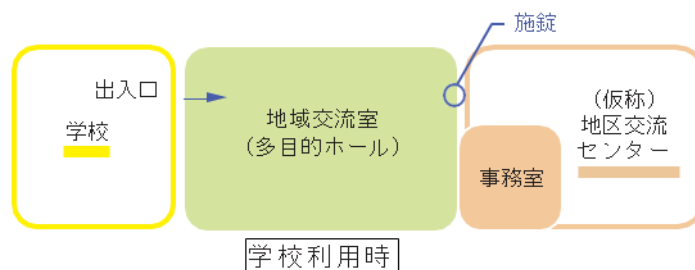 施錠
出入口
学校
地域交流室
(多目的ホール)
(仮称)
地区交流
センター
事務室
学校利用時